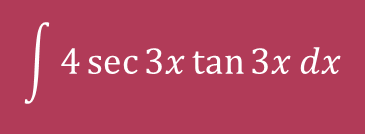 ∫ 4 sec 3x tan 3x dx